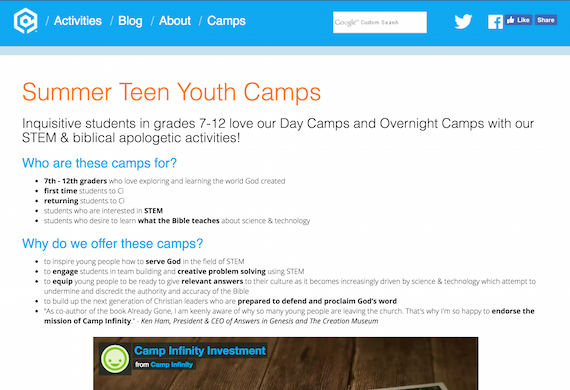 / Activities / Blog / About / Camps
Google™ Custom Search
Like Share
Summer Teen Youth Camps
Inquisitive students in grades 7-12 love our Day Camps and Overnight Camps with our
STEM & biblical apologetic activities!
Who are these camps for?
• 7th - 12th graders who love exploring and learning the world God created
• first time students to Ci
• returning students to Ci
• students who are interested in STEM
• students who desire to learn what the Bible teaches about science & technology
Why do we offer these camps?
• to inspire young people how to serve God in the field of STEM
• to engage students in team building and creative problem solving using STEM
• to equip young people to be ready to give relevant answers to their culture as it becomes increasingly driven by science & technology which attempt to
undermine and discredit the authority and accuracy of the Bible
• to build up the next generation of Christian leaders who are prepared to defend and proclaim God's word
• "As co-author of the book Already Gone, I am keenly aware of why so many young people are leaving the church. That's why I'm so happy to endorse the
mission of Camp Infinity." - Ken Ham, President & CEO of Answers in Genesis and The Creation Museum
Camp Infinity Investment
from Camp Infinity